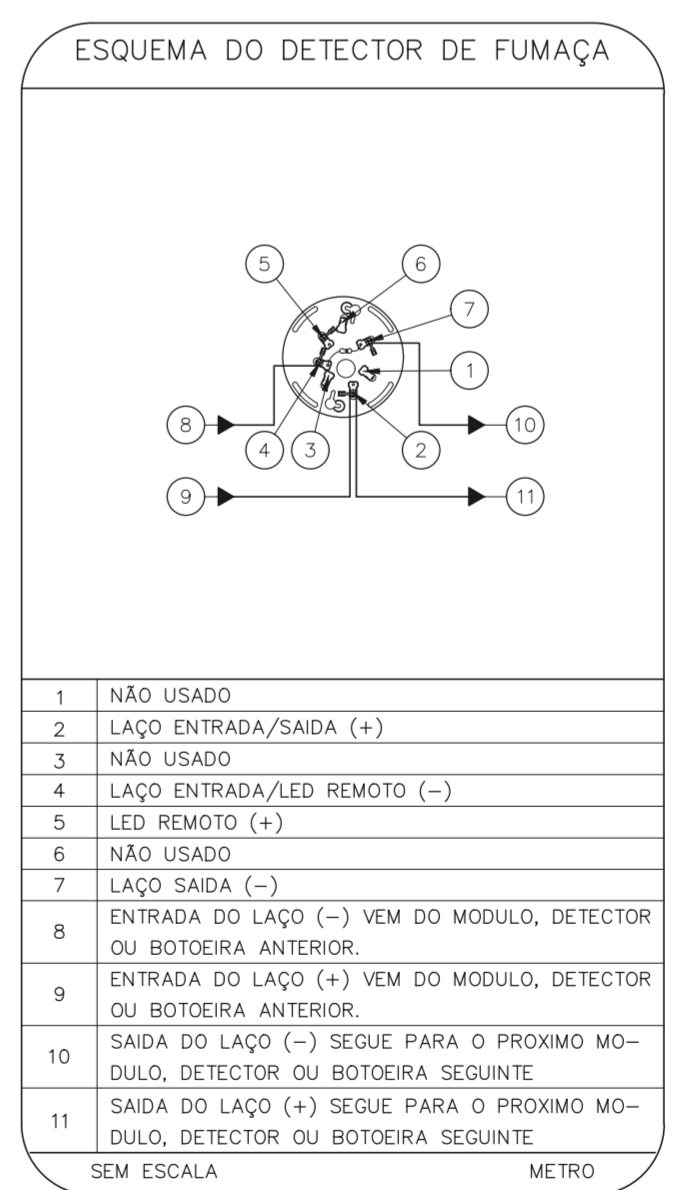 ESQUEMA DO DETECTOR DE FUMAÇA
5
6
7
1
8
10
4
3
2
9
11
1 NÃO USADO
2 LAÇO ENTRADA/SAIDA (+)
3 NÃO USADO
4 LAÇO ENTRADA/LED REMOTO (−)
5 LED REMOTO (+)
6 NÃO USADO
7 LAÇO SAIDA (−)
8 ENTRADA DO LAÇO (−) VEM DO MODULO, DETECTOR
OU BOTOEIRA ANTERIOR.
9 ENTRADA DO LAÇO (+) VEM DO MODULO, DETECTOR
OU BOTOEIRA ANTERIOR.
10 SAIDA DO LAÇO (−) SEGUE PARA O PROXIMO MO−
DULO, DETECTOR OU BOTOEIRA SEGUINTE
11 SAIDA DO LAÇO (+) SEGUE PARA O PROXIMO MO−
DULO, DETECTOR OU BOTOEIRA SEGUINTE
SEM ESCALA METRO